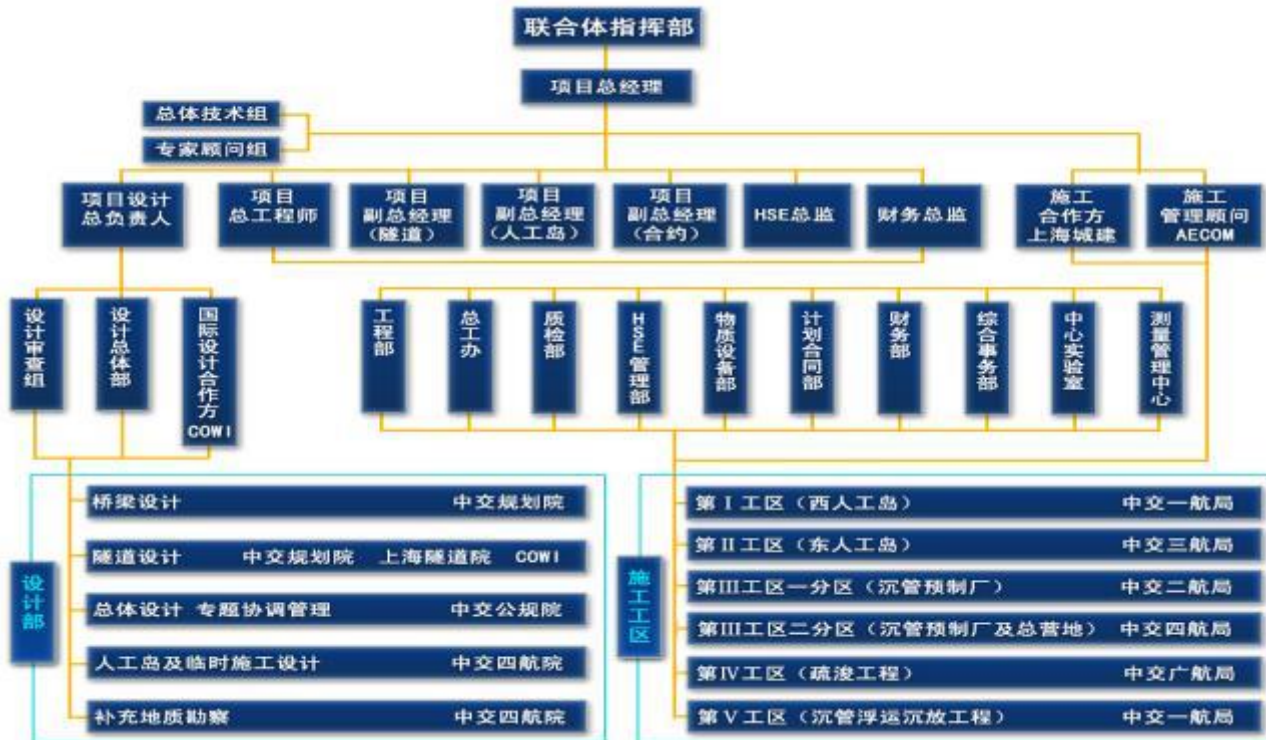 联合体指挥部
项目总经理
总体技术组
专家顾问组
项目设计
总负责人
项目
总工程师
项目
副总经理
(隧道)
项目
副总经理
(人工岛)
项目
副总经理
(合约)
HSE总监
财务总监
施工
合作方
上海城建
施工
管理顾问
AECOM
设计审查组
设计总体部
国际设计合作方
COWI
工程部
总工办
质检部
HSE管理部
物质设备部
计划合同部
财务部
综合事务部
中心实验室
测量管理中心
设计部
桥梁设计 中交规划院
隧道设计 中交规划院 上海隧道院 COWI
总体设计 专题协调管理 中交公规院
人工岛及临时施工设计 中交四航院
补充地质勘察 中交四航院
施工工区
第Ⅰ工区(西人工岛) 中交一航局
第Ⅱ工区(东人工岛) 中交三航局
第Ⅲ工区一分区(沉管预制厂) 中交二航局
第Ⅲ工区二分区(沉管预制厂及总营地) 中交四航局
第Ⅳ工区(疏浚工程) 中交广航局
第Ⅴ工区(沉管浮运沉放工程) 中交一航局